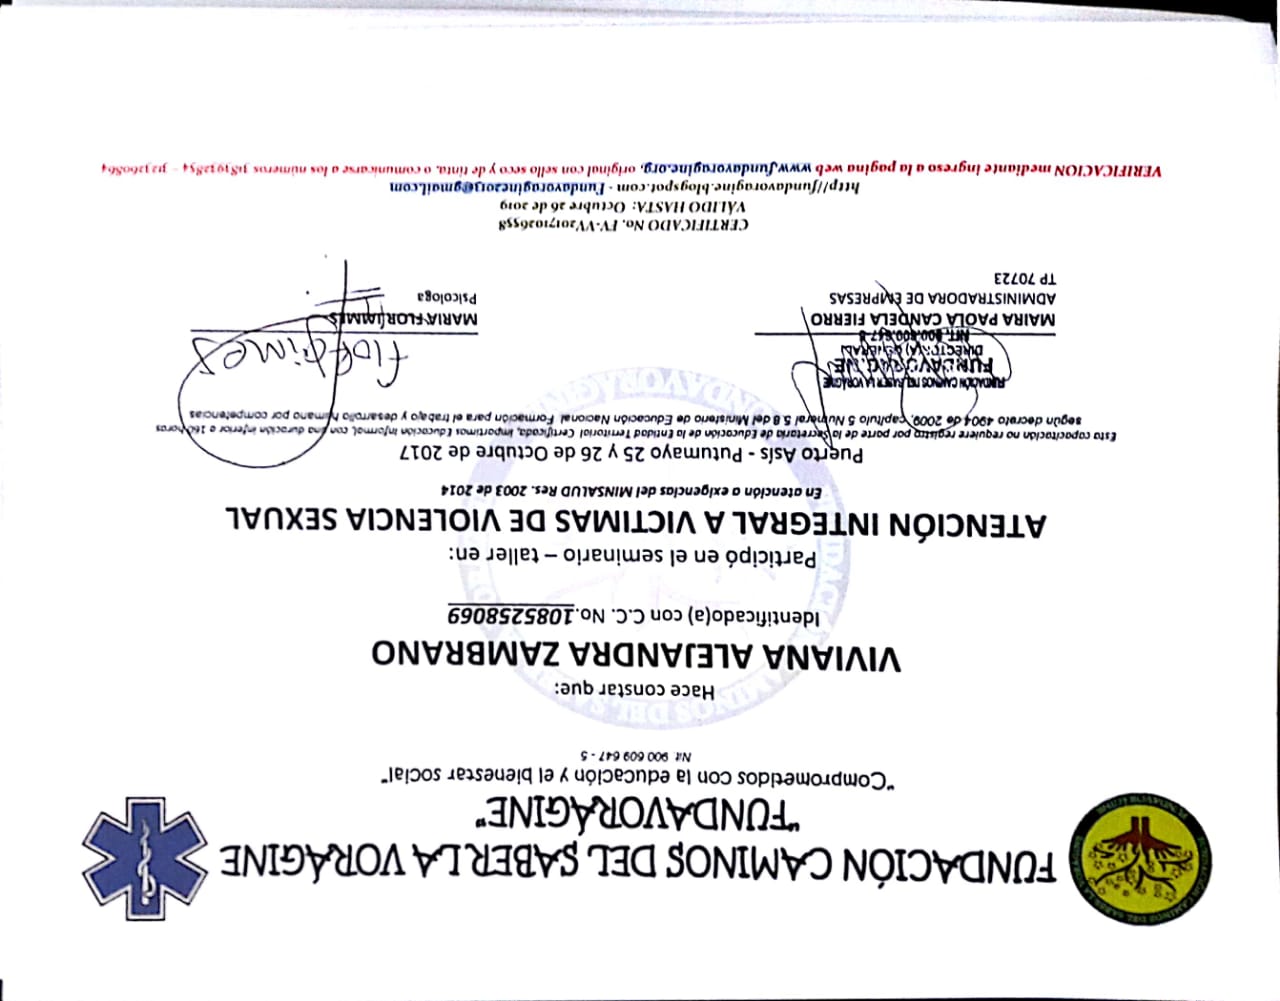 FUNDACIÓN CAMINOS DEL SABER LA VORÁGINE
"FUNDAVORÁGINE"
"Comprometidos con la educación y el bienestar social"
Nit. 900 609 647 - 5
Hace constar que:
VIVIANA ALEJANDRA ZAMBRANO
Identificado(a) con C.C. No.1085258069
Participó en el seminario – taller en:
ATENCIÓN INTEGRAL A VICTIMAS DE VIOLENCIA SEXUAL
En atención a exigencias del MINSALUD Res. 2003 de 2014
Puerto Asís - Putumayo 25 y 26 de Octubre de 2017
Esta capacitación no requiere registro por parte de la Secretaria de Educación de la Entidad Territorial Certificada, Impartimos Educación Informal, con una duración inferior a 160 horas
según decreto 4904 de 2009, capítulo 5 Numeral 5.8 del Ministerio de Educación Nacional. Formación para el trabajo y desarrollo humano por competencias
FUNDACIÓN CAMINOS DEL SABER LA VORÁGINE
FUNDAVORAGINE
DIRECTOR(A) GENERAL
NIT. 900.609.647-5
MAIRA PAOLA CANDELA FIERRO
ADMINISTRADORA DE EMPRESAS
TP 70723
MARIA FLOR
Psicologa
CERTIFICADO No. FV-VV20171026558
VÁLIDO HASTA: Octubre 26 de 2019
http//fundavoragine.blogspot.com - Fundavoragine2013@gmail.com
VERIFICACION mediante ingreso a la pagina web www.fundavoragine.org, original con sello seco y de tinta, o comunicarse a los números 3183932854 - 3123260864